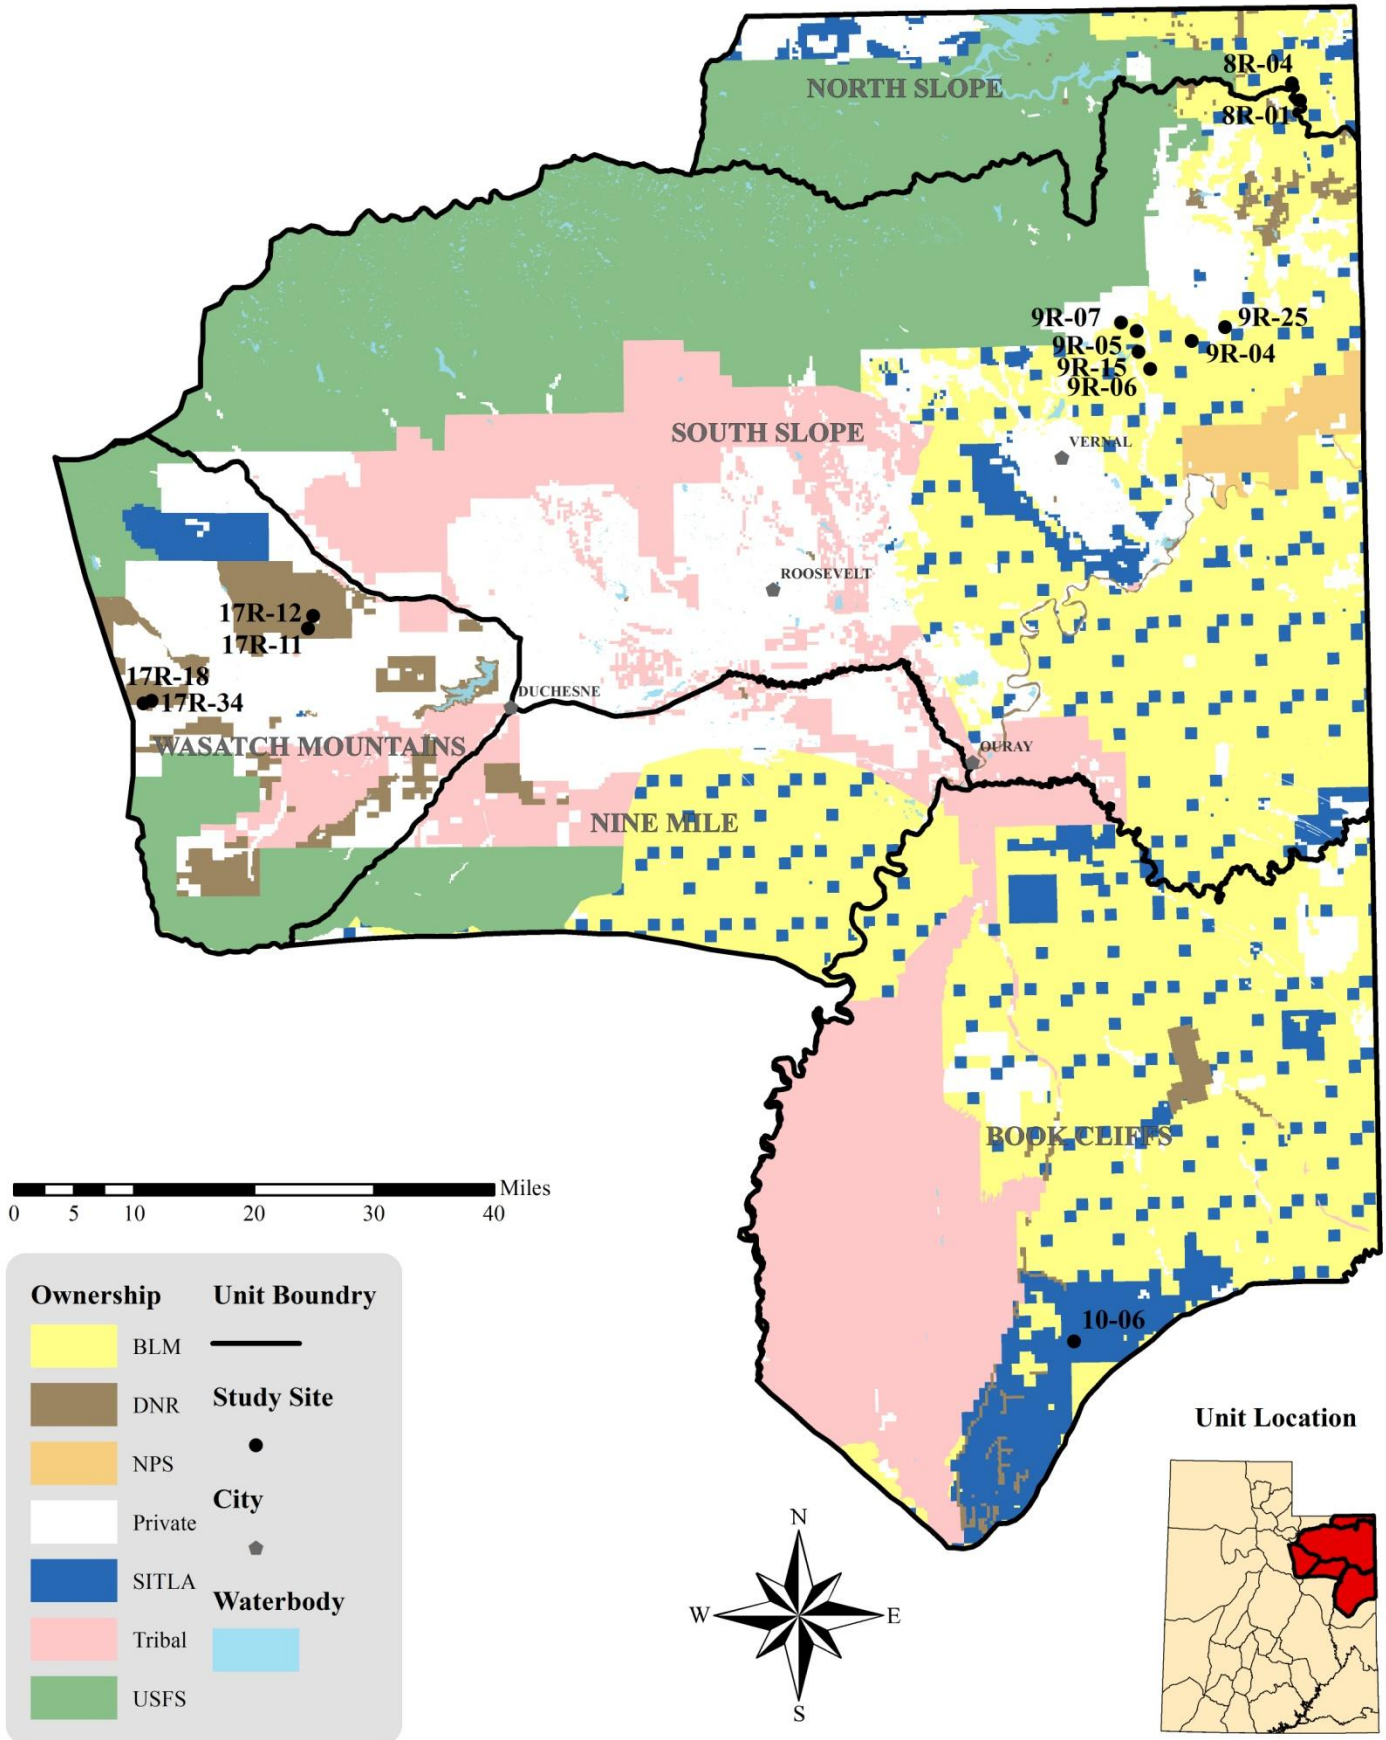 8R-04
NORTH SLOPE
8R-01
9R-07
9R-25
9R-05
9R-04
9R-15
9R-06
SOUTH SLOPE
VERNAL
ROOSEVELT
17R-12
17R-11
17R-18
17R-34
DUCHESNE
WASATCH MOUNTAINS
OURAY
NINE MILE
BOOK CLIFFS
Miles
0 5 10 20 30 40
Ownership
BLM
DNR
NPS
Private
SITLA
Tribal
USFS
Unit Boundry
Study Site
City
Waterbody
10-06
Unit Location
N
W E
S